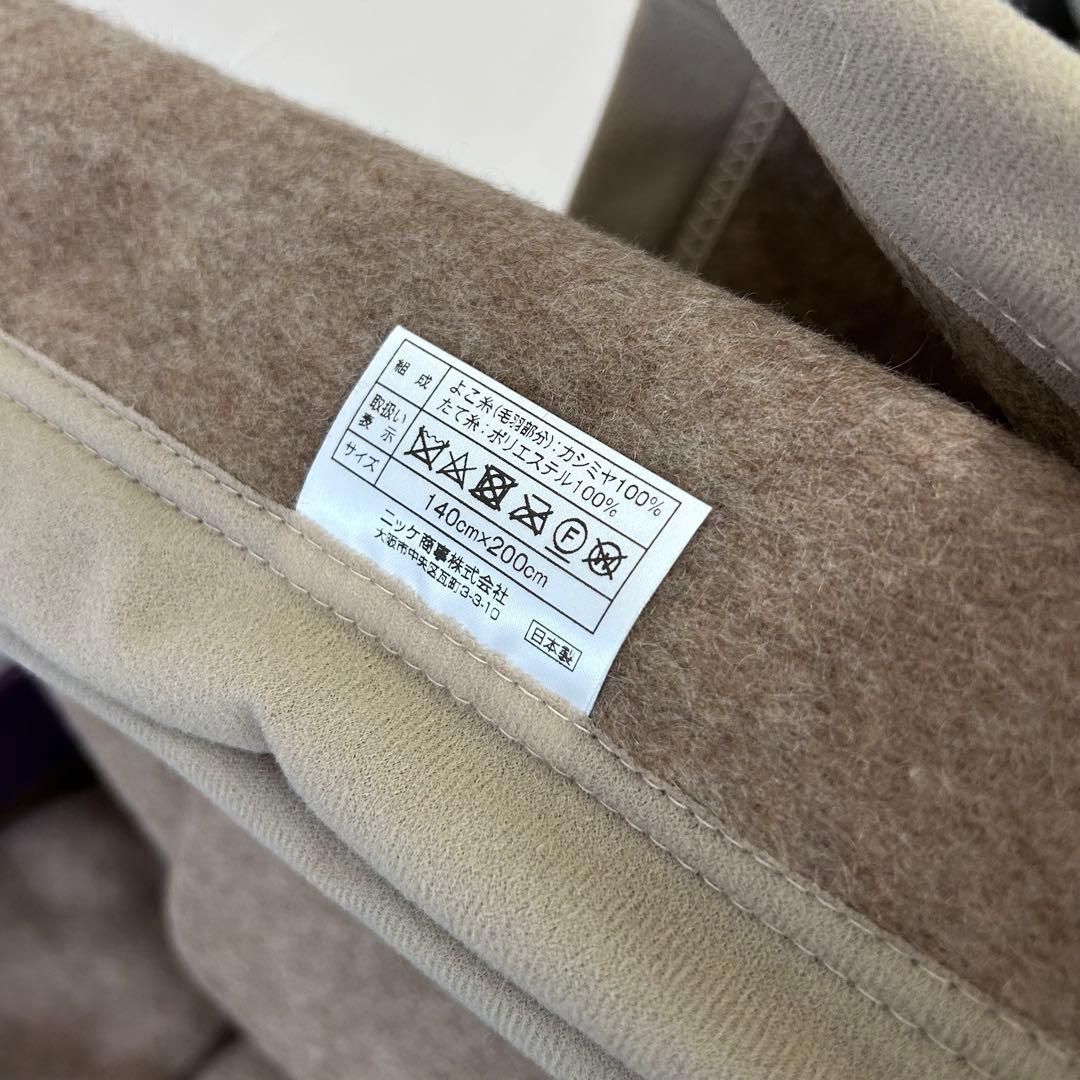 組成 よこ糸(毛羽部分):カシミヤ100%
たて糸:ポリエステル100%
取扱い
表示
F
W
サイズ 140cm×200cm
ニッケ商事株式会社
大阪市中央区瓦町3-3-10
日本製